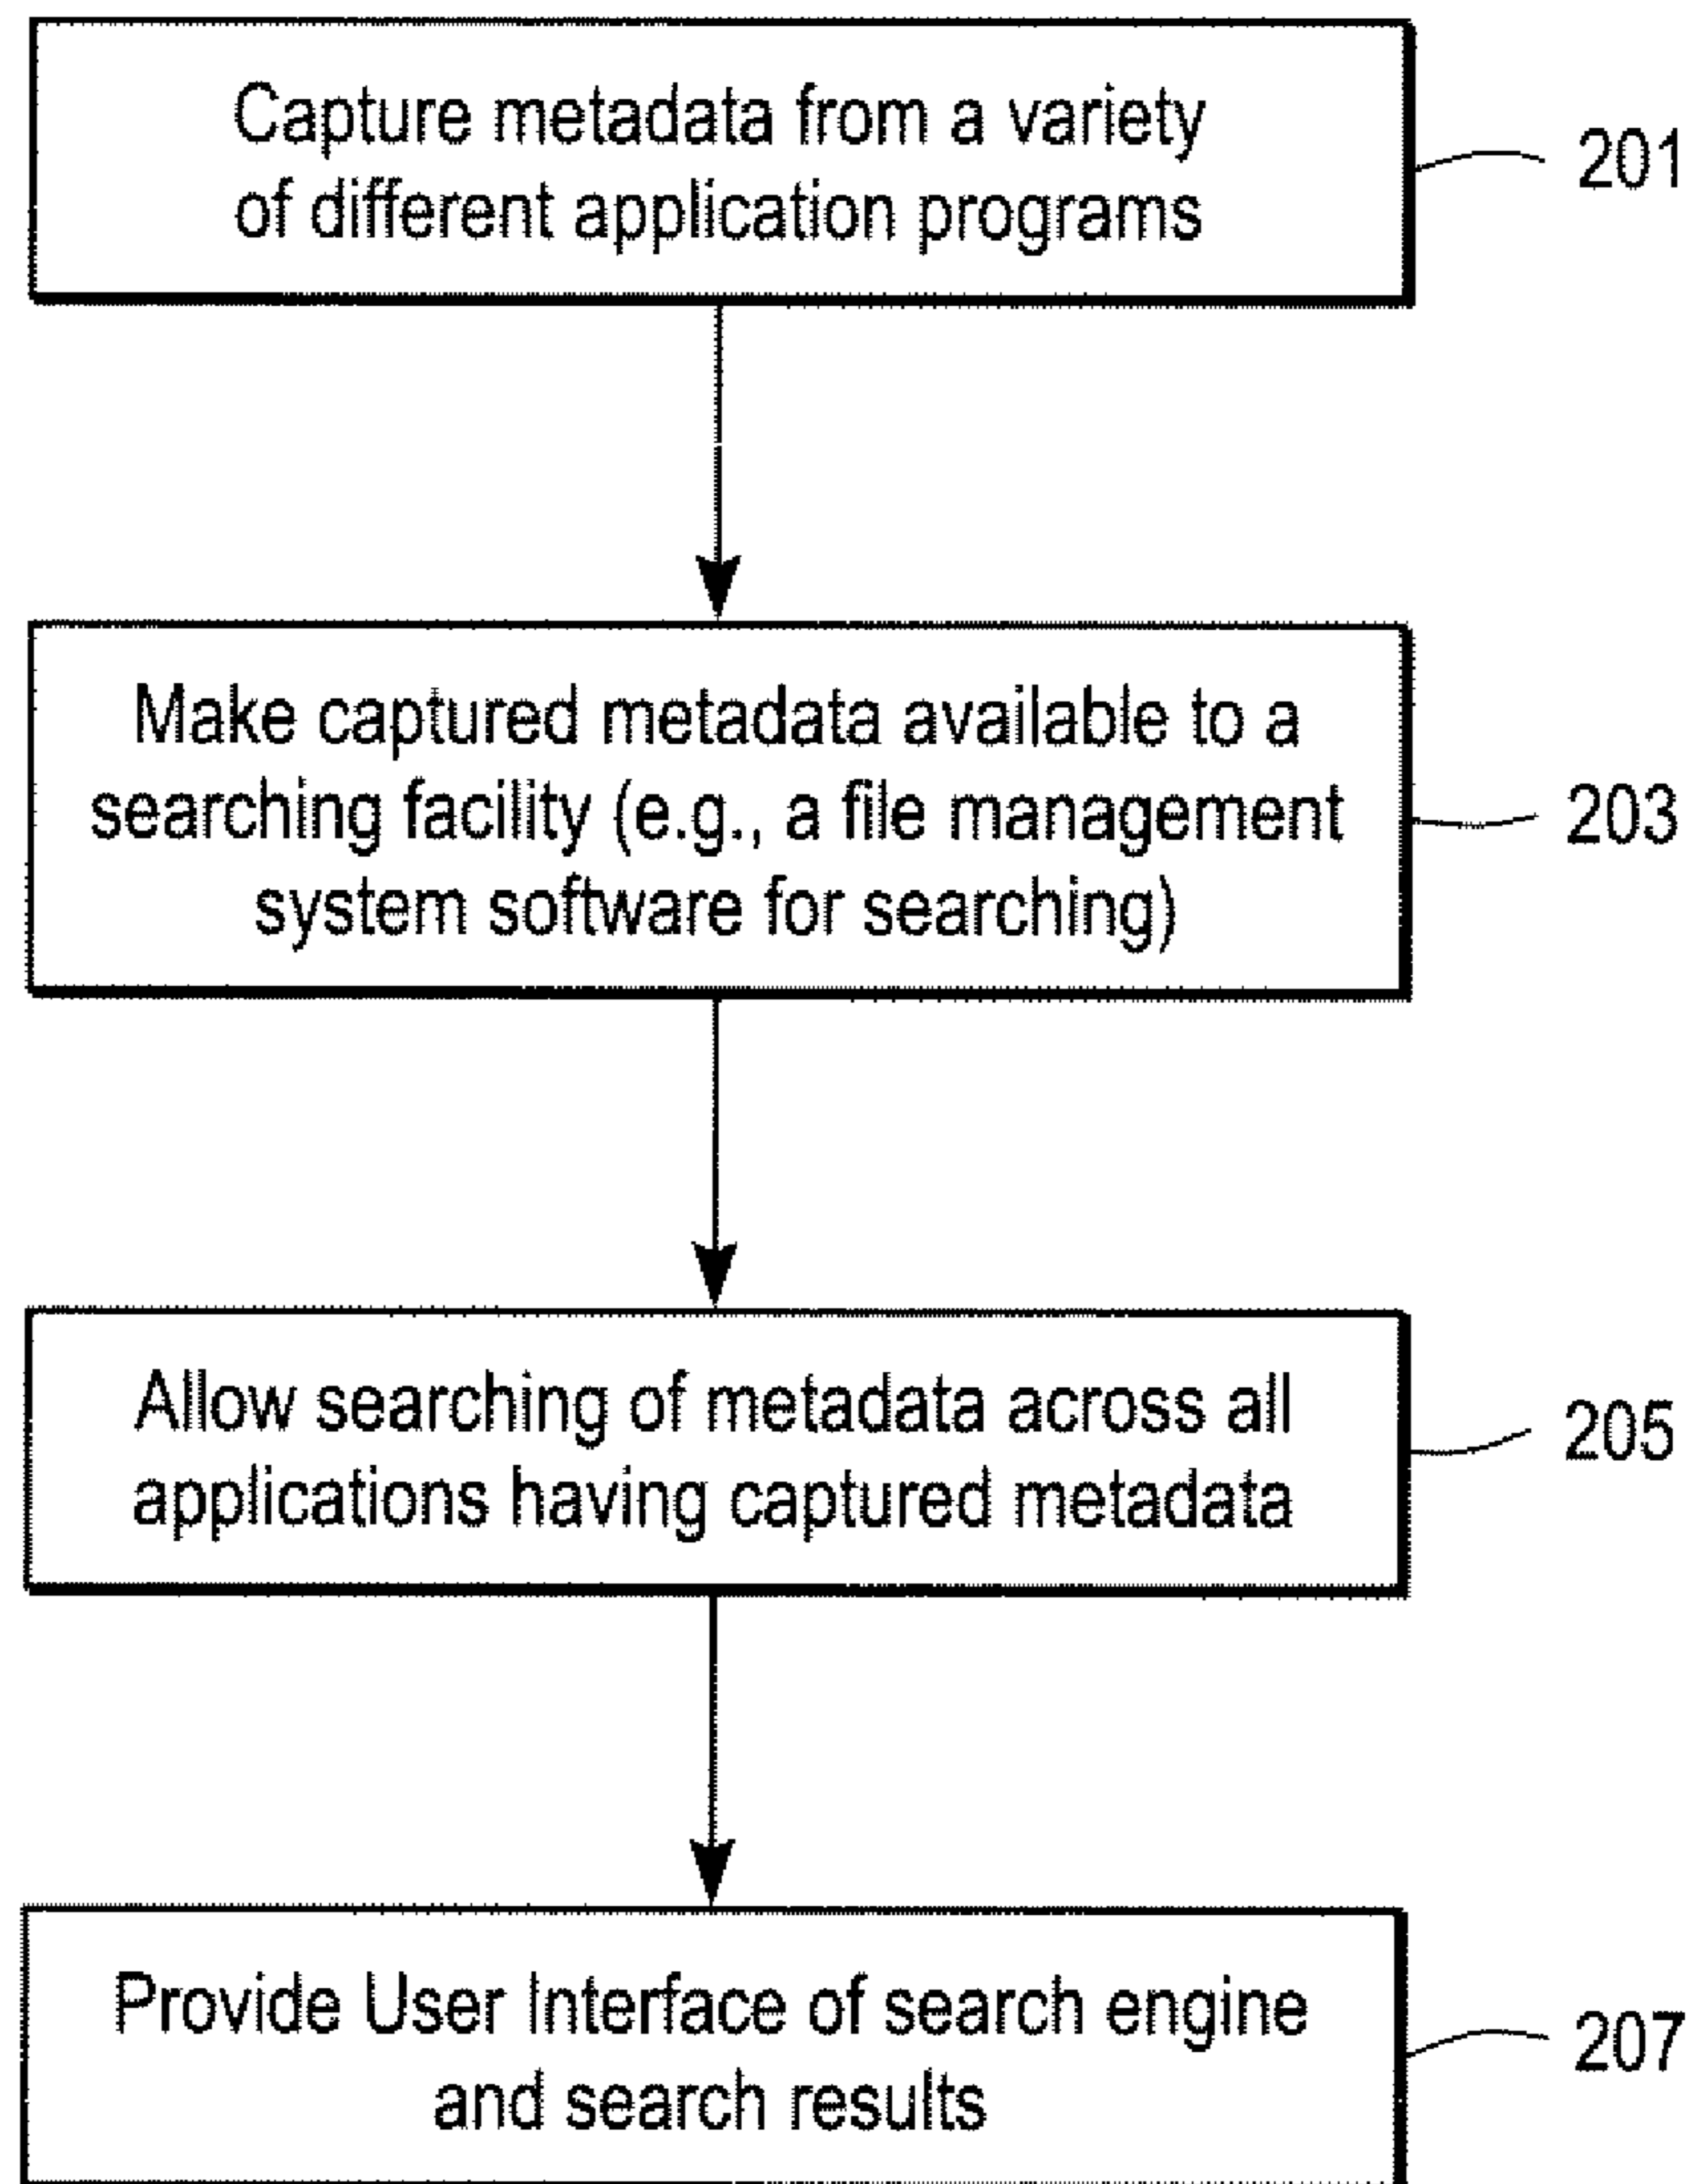 Capture metadata from a variety
of different application programs
201
Make captured metadata available to a
searching facility (e.g., a file management
system software for searching)
203
Allow searching of metadata across all
applications having captured metadata
205
Provide User Interface of search engine
and search results
207